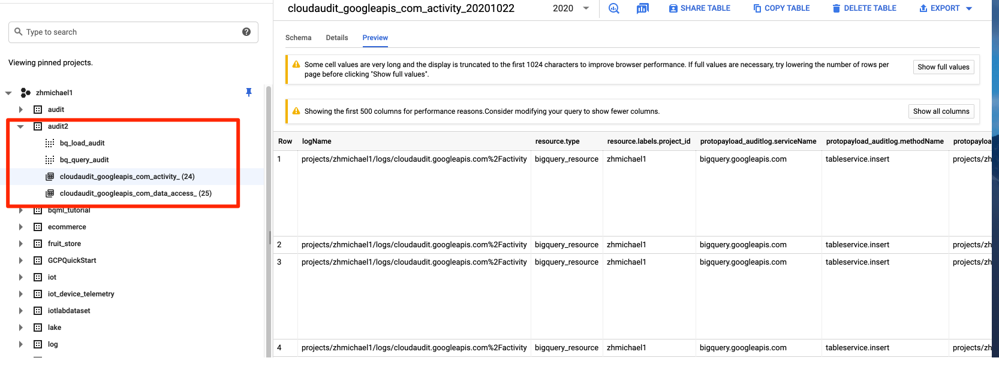 cloudaudit_googleapis_com_activity_20201022
2020
SHARE TABLE
COPY TABLE
DELETE TABLE
EXPORT
Type to search
Viewing pinned projects.
zhmichael1
audit
audit2
bq_load_audit
bq_query_audit
cloudaudit_googleapis_com_activity_ (24)
cloudaudit_googleapis_com_data_access_ (25)
bqml_tutorial
ecommerce
fruit_store
GCPQuickStart
iot
iot_device_telemetry
iotlabdataset
lake
log
Schema Details Preview
Some cell values are very long and the display is truncated to the first 1024 characters to improve browser performance. If full values are necessary, try lowering the number of rows per
page before clicking "Show full values".
Show full values
Showing the first 500 columns for performance reasons.Consider modifying your query to show fewer columns.
Show all columns
Row logName resource.type resource.labels.project_id protopayload_auditlog.serviceName protopayload_auditlog.methodName protopayloa
1 projects/zhmichael1/logs/cloudaudit.googleapis.com%2Factivity bigquery_resource zhmichael1 bigquery.googleapis.com tableservice.insert projects/zh
2 projects/zhmichael1/logs/cloudaudit.googleapis.com%2Factivity bigquery_resource zhmichael1 bigquery.googleapis.com tableservice.insert projects/zh
3 projects/zhmichael1/logs/cloudaudit.googleapis.com%2Factivity bigquery_resource zhmichael1 bigquery.googleapis.com tableservice.insert projects/zh
4 projects/zhmichael1/logs/cloudaudit.googleapis.com%2Factivity bigquery_resource zhmichael1 bigquery.googleapis.com tableservice.insert projects/zh